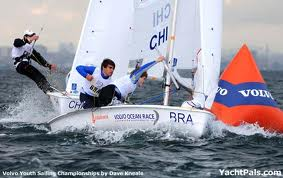 CHI
CHI
VOLVO
VOLVO OCEAN RACE
BRA
Volvo Youth Sailing Championships by Dave Kneale
YachtPals.com